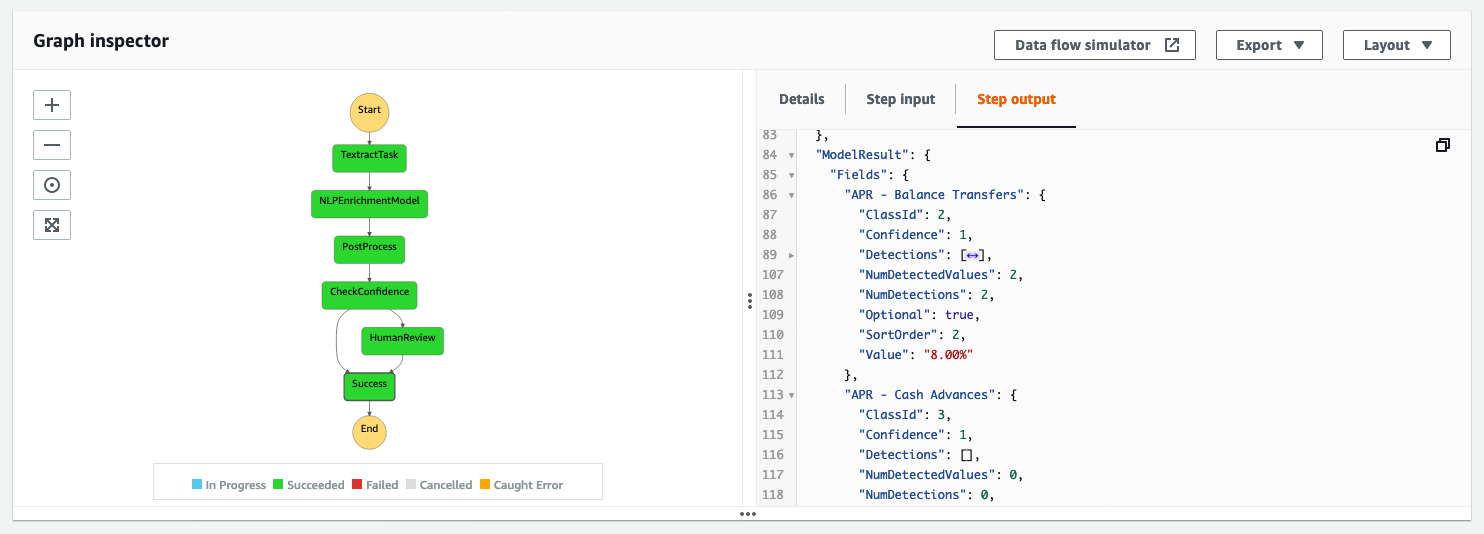 Graph inspector
Data flow simulator
Export
Layout
Start
TextractTask
NLPEnrichmentModel
PostProcess
CheckConfidence
HumanReview
Success
End
In Progress Succeeded Failed Cancelled Caught Error
Details Step input Step output
83 },
84 "ModelResult": {
85 "Fields": {
86 "APR - Balance Transfers": {
87 "ClassId": 2,
88 "Confidence": 1,
89 "Detections": [↔],
107 "NumDetectedValues": 2,
108 "NumDetections": 2,
109 "Optional": true,
110 "SortOrder": 2,
111 "Value": "8.00%"
112 },
113 "APR - Cash Advances": {
114 "ClassId": 3,
115 "Confidence": 1,
116 "Detections": [],
117 "NumDetectedValues": 0,
118 "NumDetections": 0,